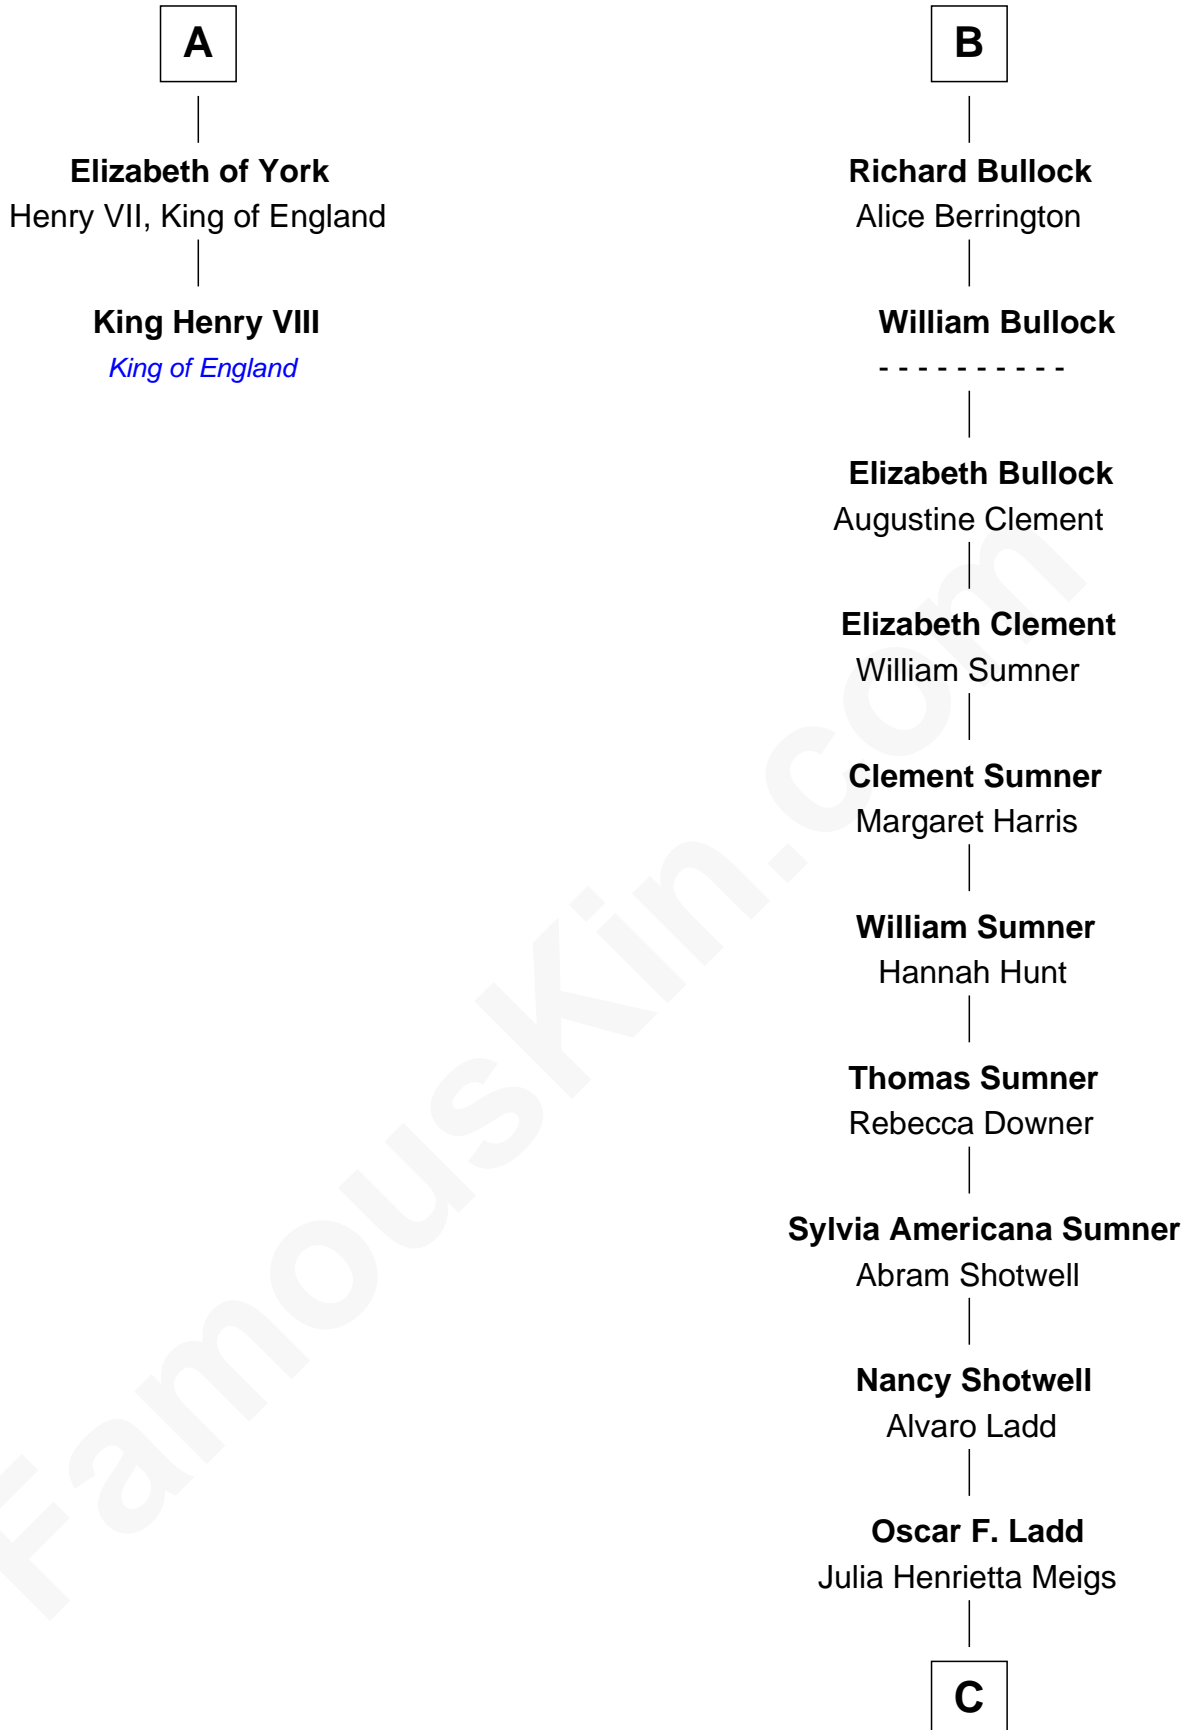 A
Elizabeth of York
Henry VII, King of England
King Henry VIII
King of England
B
Richard Bullock
Alice Berrington
William Bullock
- - - - - - - - - -
Elizabeth Bullock
Augustine Clement
Elizabeth Clement
William Sumner
Clement Sumner
Margaret Harris
William Sumner
Hannah Hunt
Thomas Sumner
Rebecca Downer
Sylvia Americana Sumner
Abram Shotwell
Nancy Shotwell
Alvaro Ladd
Oscar F. Ladd
Julia Henrietta Meigs
C
FamousKin.com